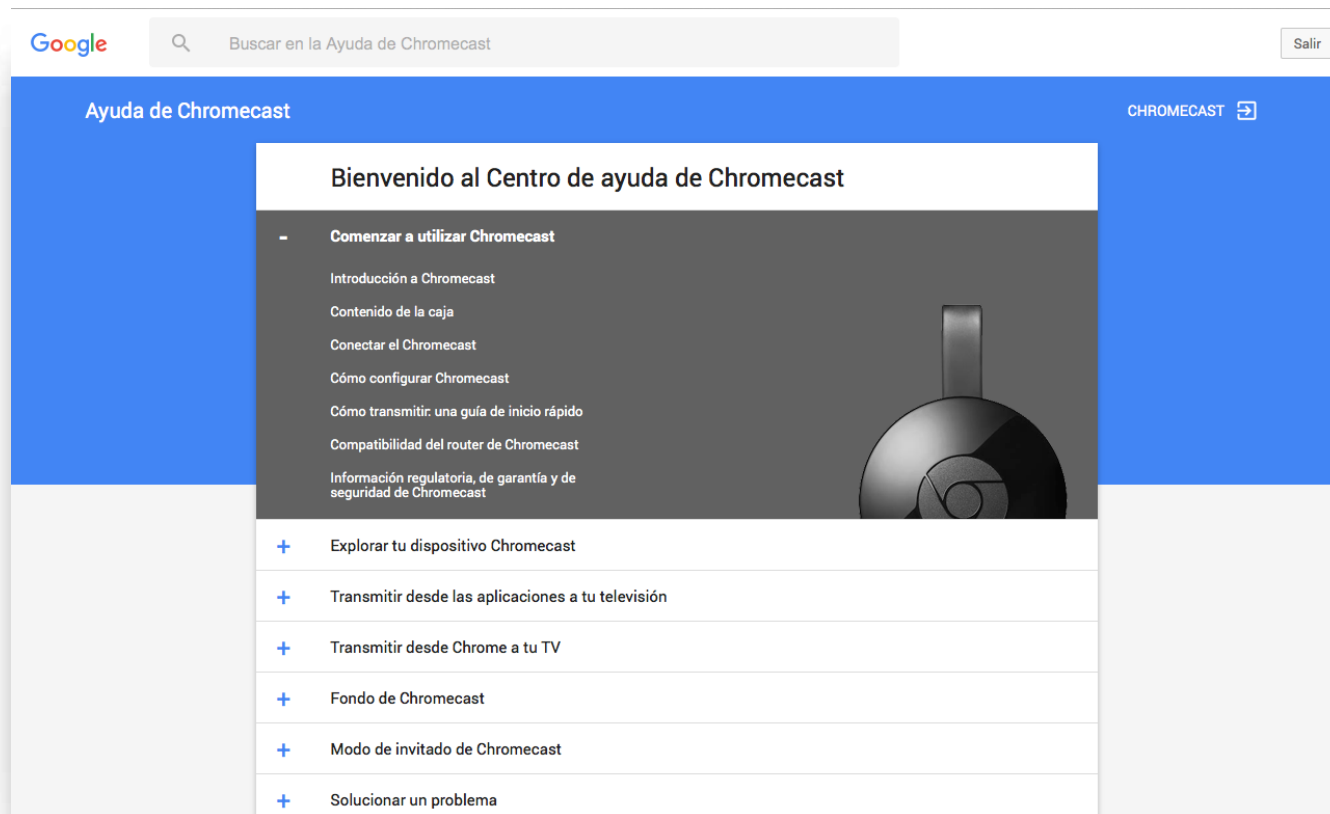 Google
Buscar en la Ayuda de Chromecast
Salir
Ayuda de Chromecast
CHROMECAST
Bienvenido al Centro de ayuda de Chromecast
- Comenzar a utilizar Chromecast
Introducción a Chromecast
Contenido de la caja
Conectar el Chromecast
Cómo configurar Chromecast
Cómo transmitir: una guía de inicio rápido
Compatibilidad del router de Chromecast
Información regulatoria, de garantía y de
seguridad de Chromecast
+ Explorar tu dispositivo Chromecast
+ Transmitir desde las aplicaciones a tu televisión
+ Transmitir desde Chrome a tu TV
+ Fondo de Chromecast
+ Modo de invitado de Chromecast
+ Solucionar un problema